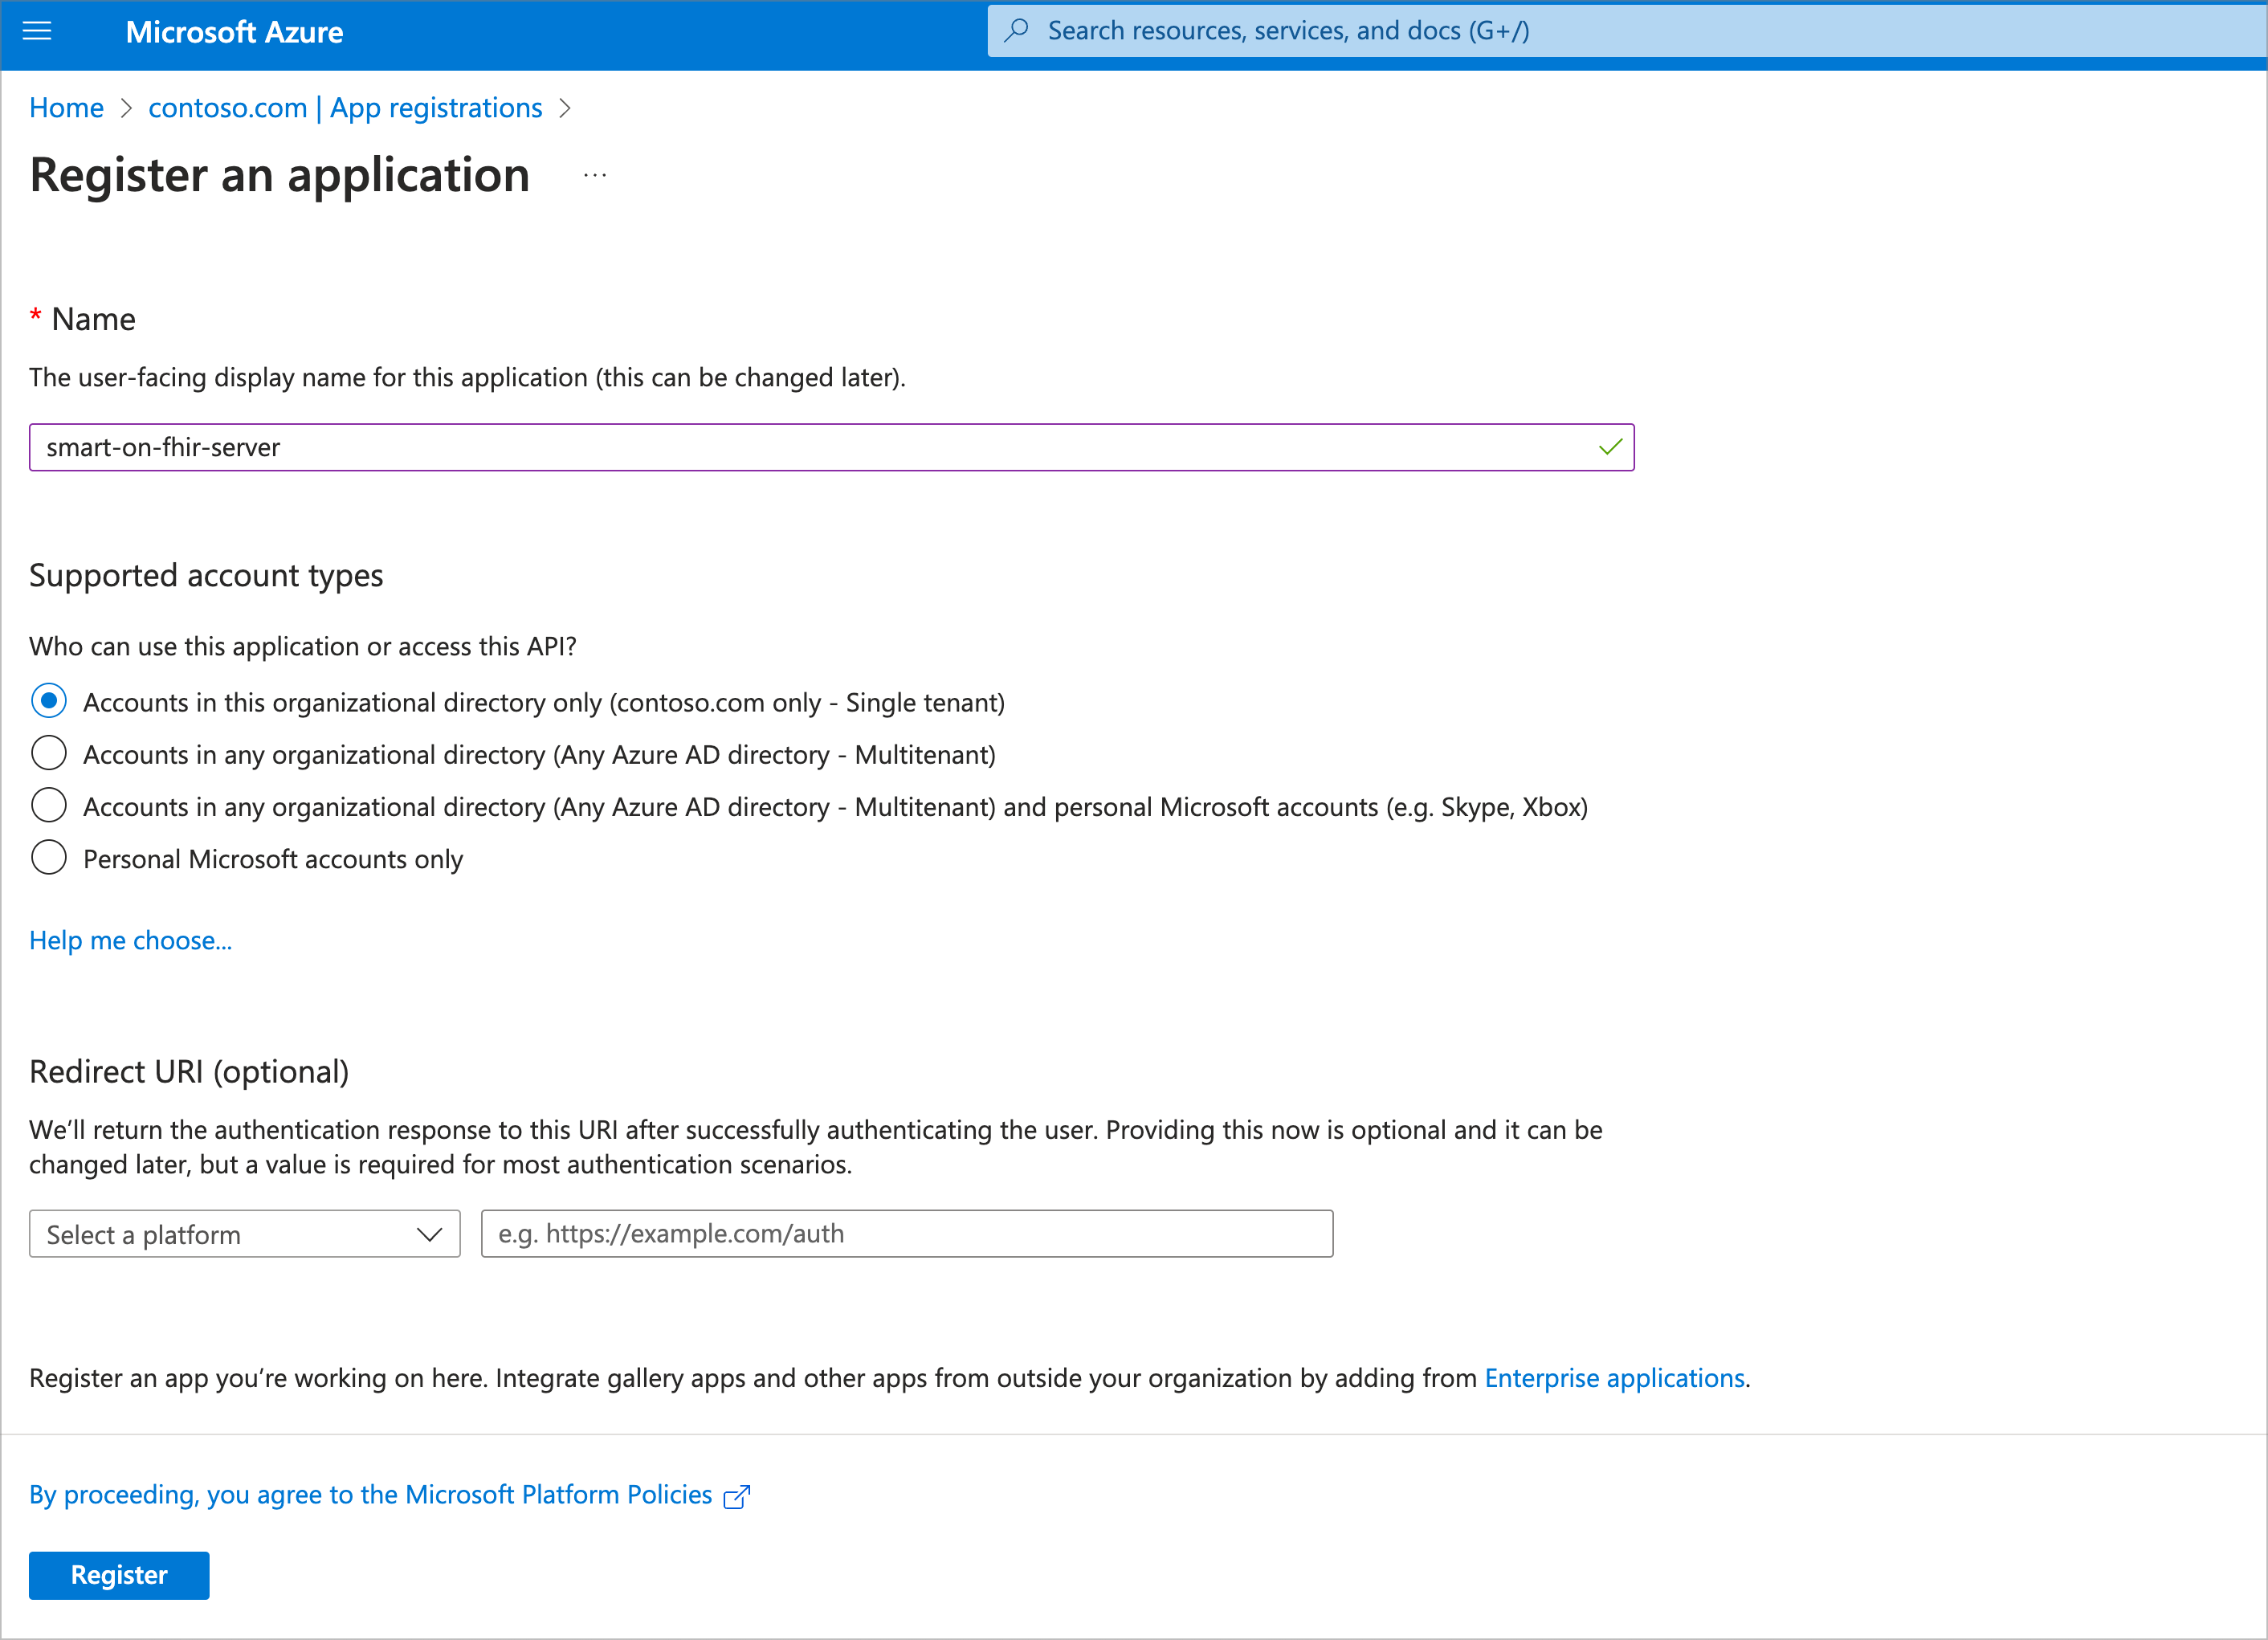 Microsoft Azure
Search resources, services, and docs (G+/)
Home > contoso.com | App registrations >
Register an application ...
* Name
The user-facing display name for this application (this can be changed later).
smart-on-fhir-server
Supported account types
Who can use this application or access this API?
Accounts in this organizational directory only (contoso.com only - Single tenant)
Accounts in any organizational directory (Any Azure AD directory - Multitenant)
Accounts in any organizational directory (Any Azure AD directory - Multitenant) and personal Microsoft accounts (e.g. Skype, Xbox)
Personal Microsoft accounts only
Help me choose...
Redirect URI (optional)
We’ll return the authentication response to this URI after successfully authenticating the user. Providing this now is optional and it can be
changed later, but a value is required for most authentication scenarios.
Select a platform
e.g. https://example.com/auth
Register an app you’re working on here. Integrate gallery apps and other apps from outside your organization by adding from Enterprise applications.
By proceeding, you agree to the Microsoft Platform Policies
Register